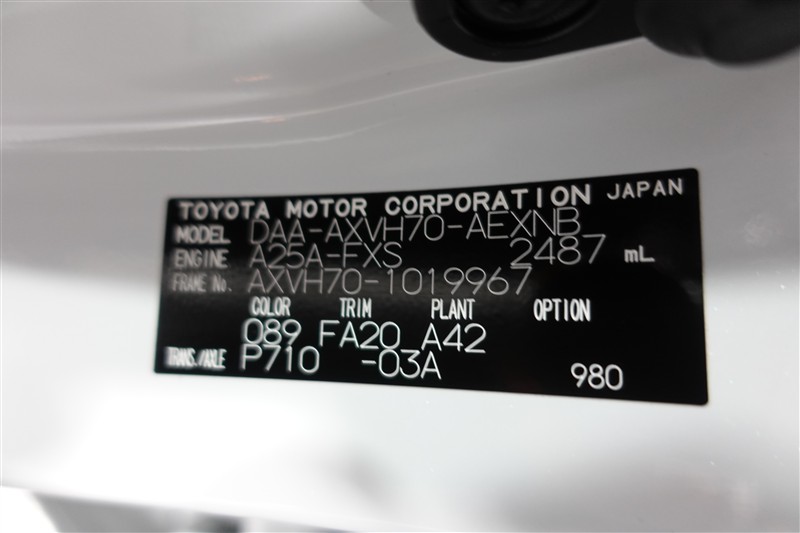 TOYOTA MOTOR CORPORATION JAPAN
MODEL DAA-AXVH70-AEXNB
ENGINE A25A-FXS 2487 mL
FRAME No. AXVH70-1019967
COLOR TRIM PLANT OPTION
089 FA20 A42
TRANS./AXLE P710 -03A 980